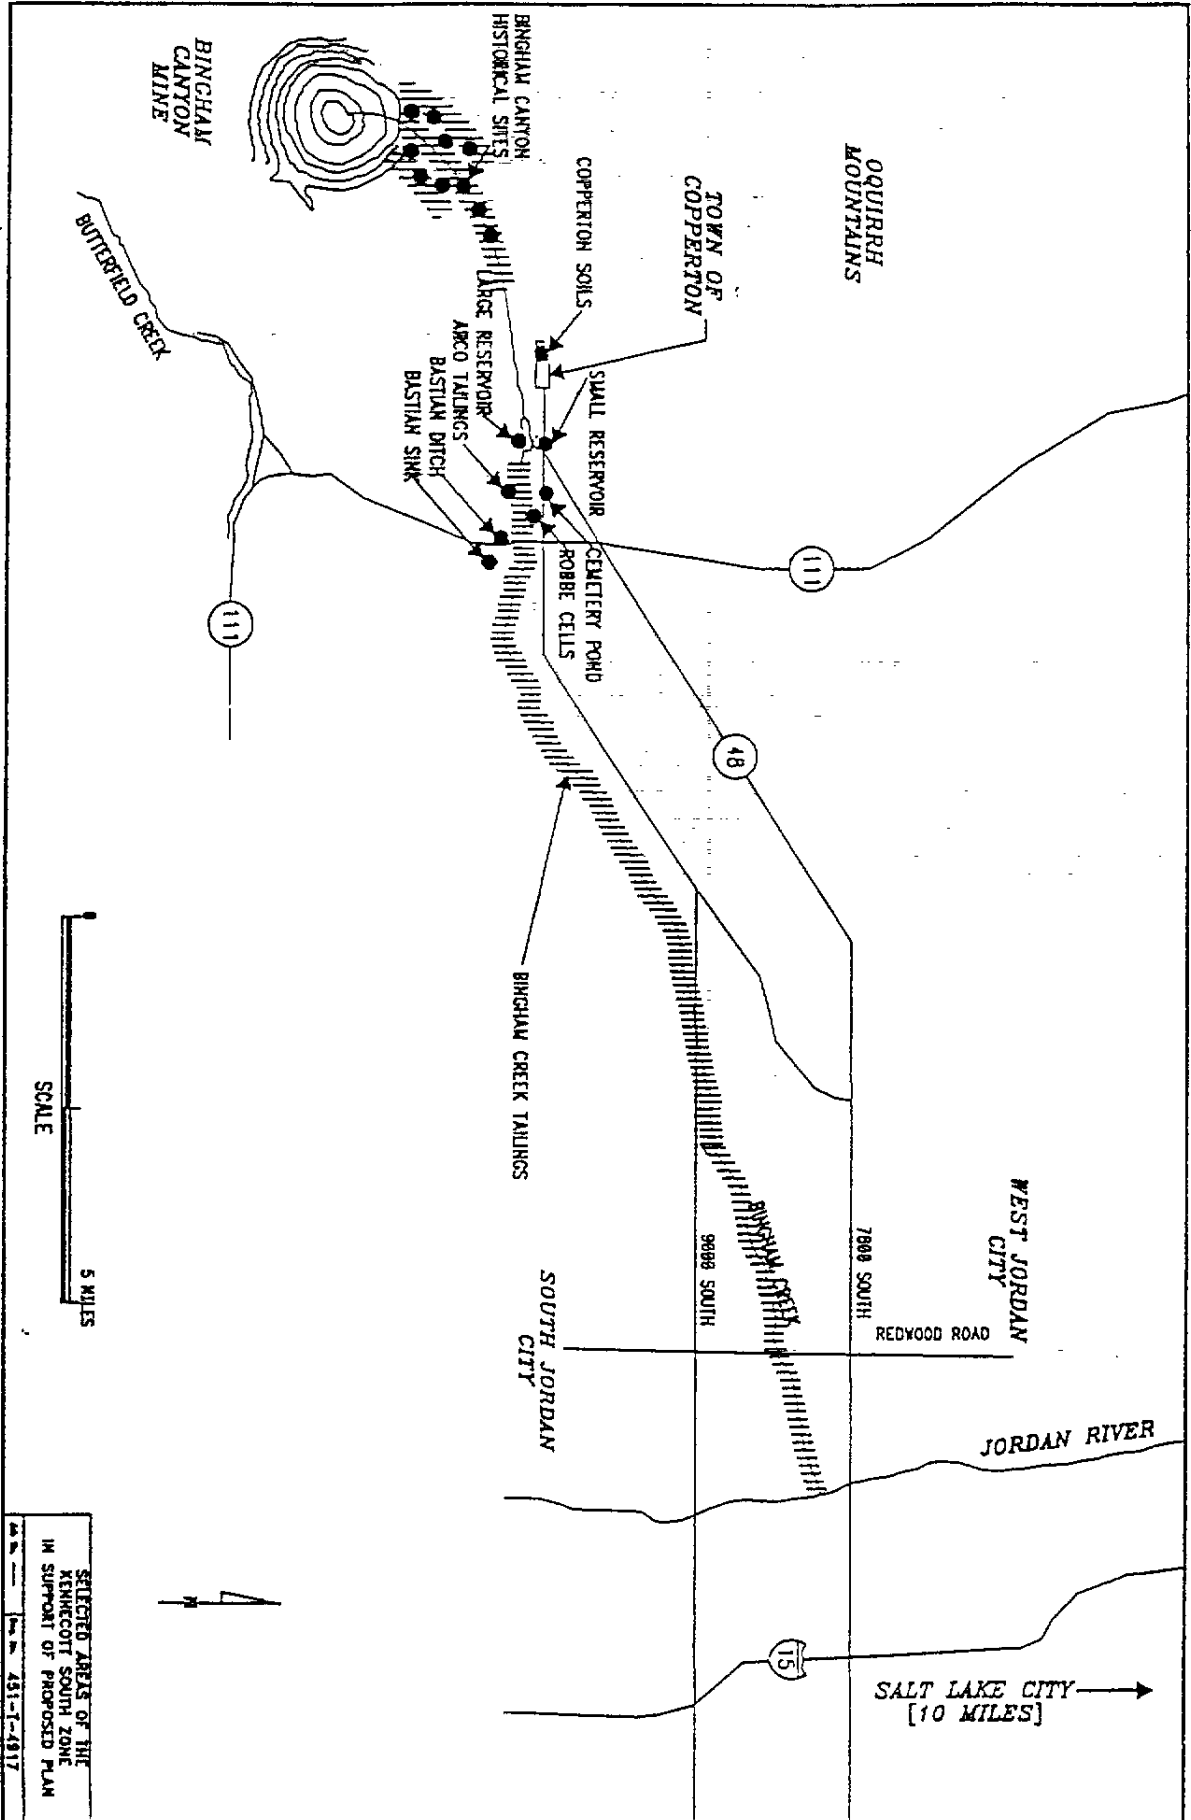 BINGHAM
CANYON
MINE
BINGHAM CANYON
HISTORICAL SITES
OQUIRRH
MOUNTAINS
TOWN OF
COPPERTON
COPPERTON SOILS
BUTTERFIELD CREEK
LARGE RESERVOIR
ARCO TAILINGS
BASTIAN DITCH
BASTIAN SINK
SMALL RESERVOIR
CEMETERY POND
ROBBE CELLS
111
111
48
BINGHAM CREEK TAILINGS
BINGHAM CREEK
WEST JORDAN
CITY
7800 SOUTH
9000 SOUTH
REDWOOD ROAD
SOUTH JORDAN
CITY
JORDAN RIVER
15
SALT LAKE CITY
[10 MILES]
0
5 MILES
SCALE
N
SELECTED AREAS OF THE
KENNECOTT SOUTH ZONE
IN SUPPORT OF PROPOSED PLAN
451-T-4917